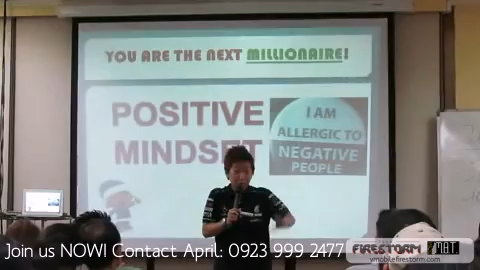 YOU ARE THE NEXT MILLIONAIRE!
POSITIVE
MINDSET
I AM
ALLERGIC TO
NEGATIVE
PEOPLE
Join us NOW! Contact April: 0923 999 2477
FIRESTORM
vmobilefirestorm.com